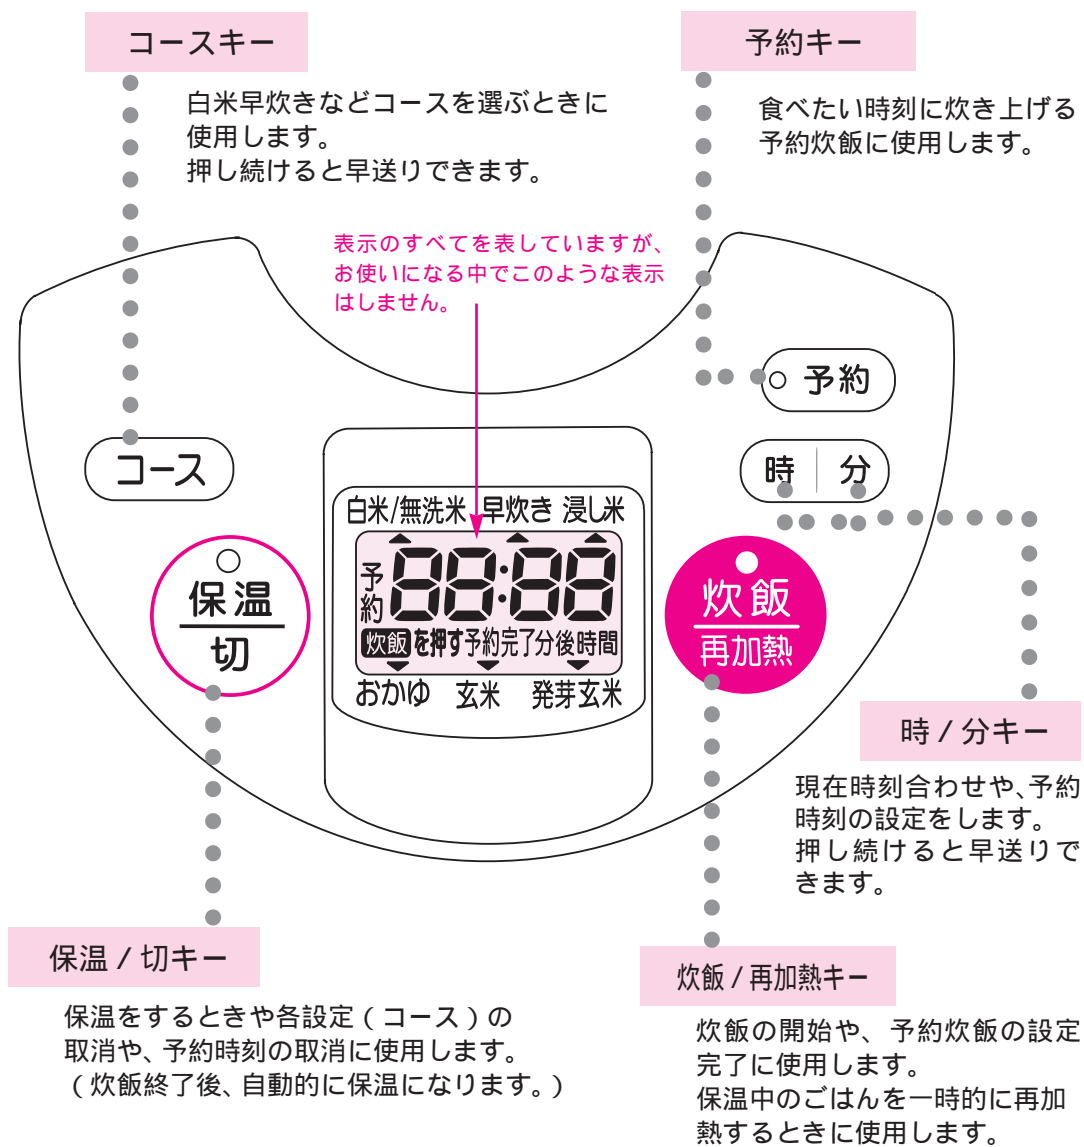 コースキー
白米早炊きなどコースを選ぶときに
使用します。
押し続けると早送りできます。
予約キー
食べたい時刻に炊き上げる
予約炊飯に使用します。
表示のすべてを表していますが、
お使いになる中でこのような表示
はしません。
予約
コース
時 分
白米/無洗米 早炊き 浸し米
予約
88:88
炊飯を押す予約完了分後時間
おかゆ 玄米 発芽玄米
保温
切
炊飯
再加熱
時/分キー
現在時刻合わせや、予約
時刻の設定をします。
押し続けると早送りで
きます。
保温/切キー
保温をするときや各設定(コース)の
取消や、予約時刻の取消に使用します。
(炊飯終了後、自動的に保温になります。)
炊飯/再加熱キー
炊飯の開始や、予約炊飯の設定
完了に使用します。
保温中のごはんを一時的に再加
熱するときに使用します。